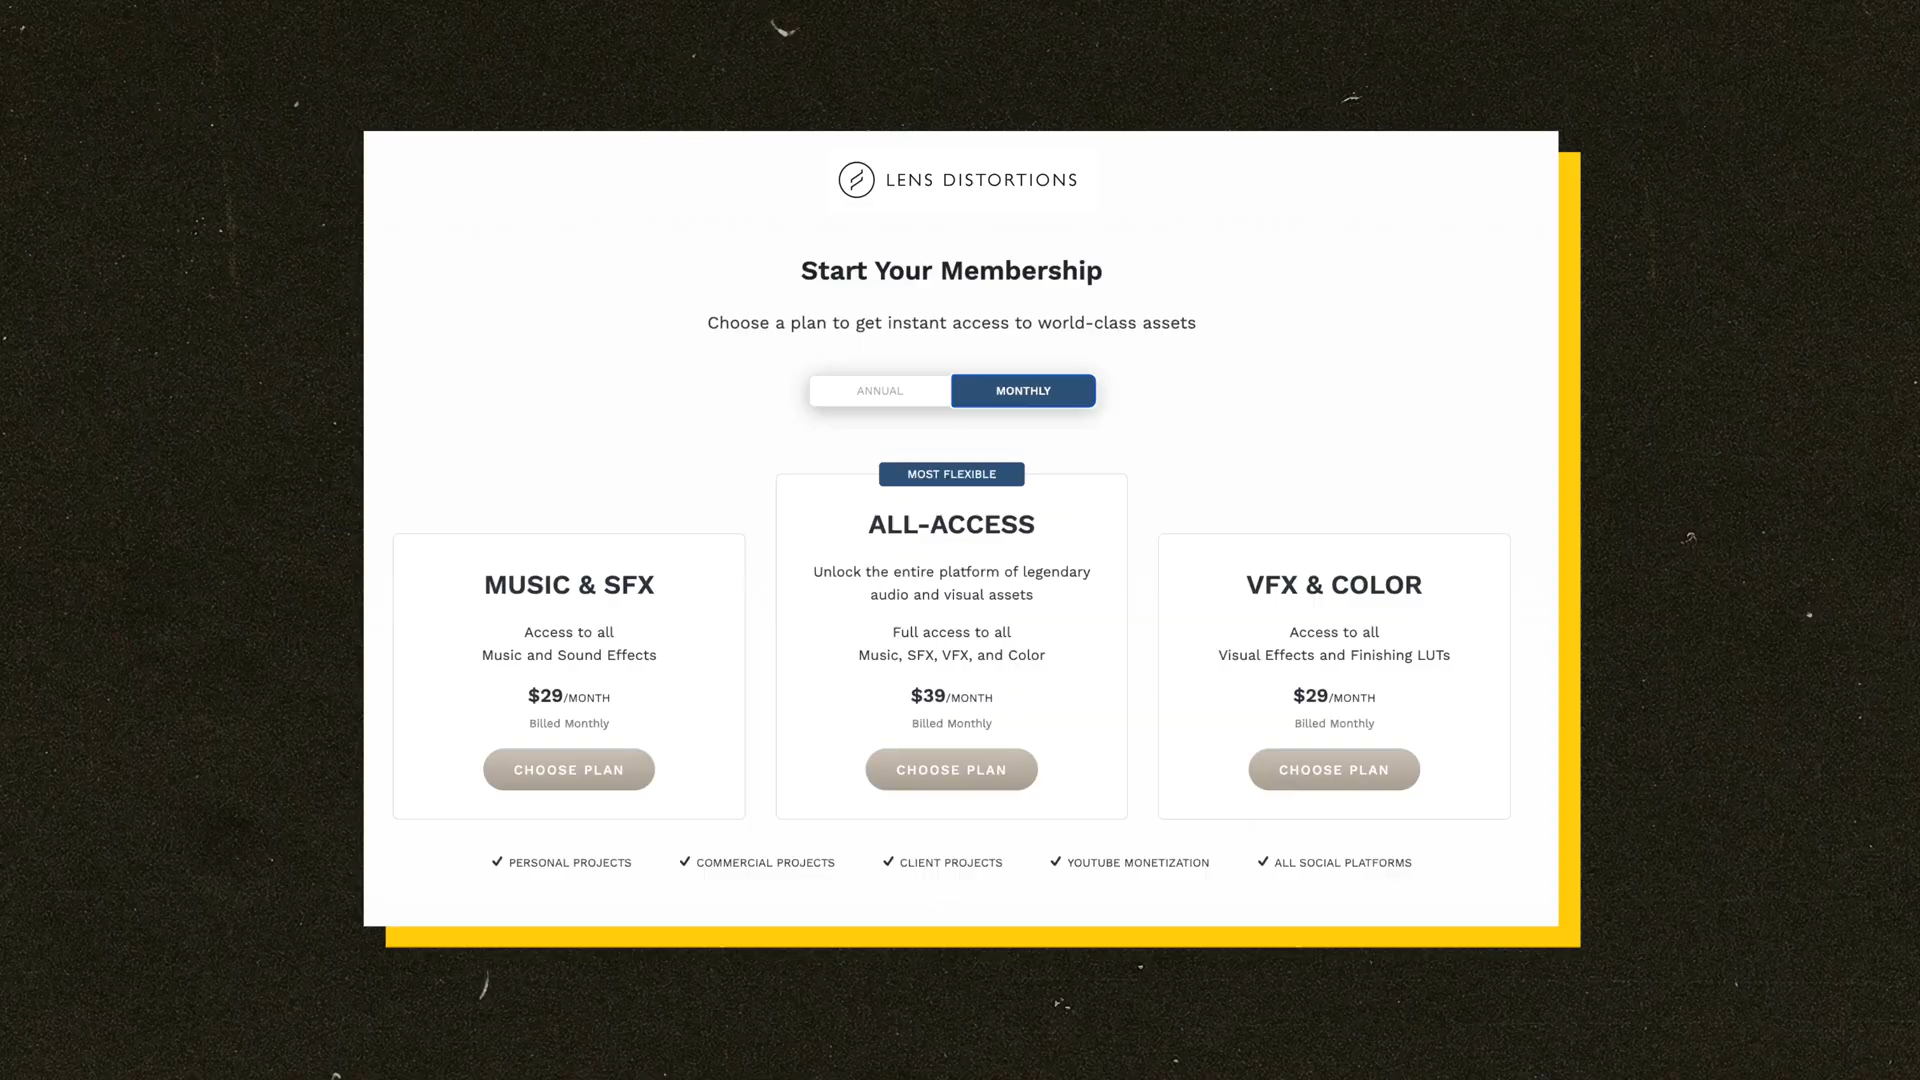 LENS DISTORTIONS
Start Your Membership
Choose a plan to get instant access to world-class assets
ANNUAL
MONTHLY
MUSIC & SFX
Access to all
Music and Sound Effects
$29/MONTH
Billed Monthly
CHOOSE PLAN
MOST FLEXIBLE
ALL-ACCESS
Unlock the entire platform of legendary
audio and visual assets
Full access to all
Music, SFX, VFX, and Color
$39/MONTH
Billed Monthly
CHOOSE PLAN
VFX & COLOR
Access to all
Visual Effects and Finishing LUTs
$29/MONTH
Billed Monthly
CHOOSE PLAN
✔ PERSONAL PROJECTS
✔ COMMERCIAL PROJECTS
✔ CLIENT PROJECTS
✔ YOUTUBE MONETIZATION
✔ ALL SOCIAL PLATFORMS